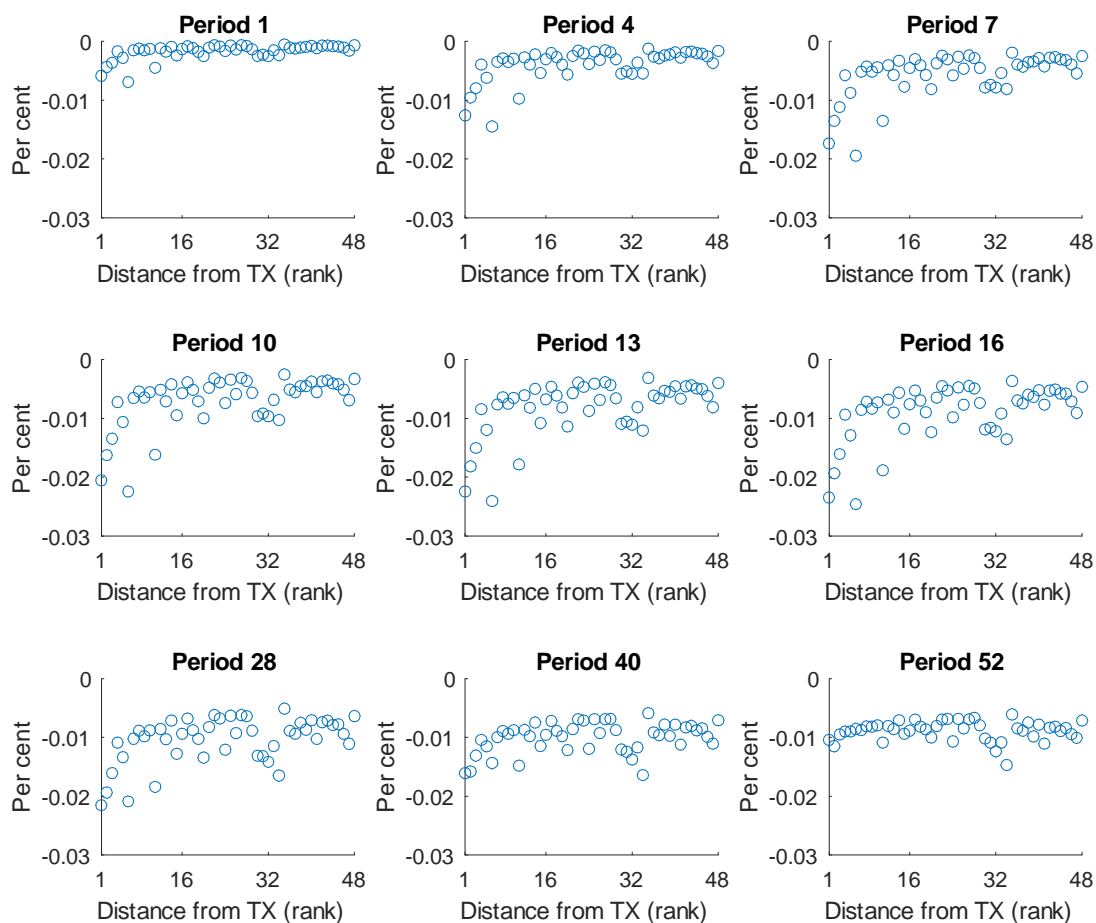 Period 1
Per cent
0
-0.01
-0.02
-0.03
1
16
32
48
Distance from TX (rank)
Period 4
Per cent
0
-0.01
-0.02
-0.03
1
16
32
48
Distance from TX (rank)
Period 7
Per cent
0
-0.01
-0.02
-0.03
1
16
32
48
Distance from TX (rank)
Period 10
Per cent
0
-0.01
-0.02
-0.03
1
16
32
48
Distance from TX (rank)
Period 13
Per cent
0
-0.01
-0.02
-0.03
1
16
32
48
Distance from TX (rank)
Period 16
Per cent
0
-0.01
-0.02
-0.03
1
16
32
48
Distance from TX (rank)
Period 28
Per cent
0
-0.01
-0.02
-0.03
1
16
32
48
Distance from TX (rank)
Period 40
Per cent
0
-0.01
-0.02
-0.03
1
16
32
48
Distance from TX (rank)
Period 52
Per cent
0
-0.01
-0.02
-0.03
1
16
32
48
Distance from TX (rank)